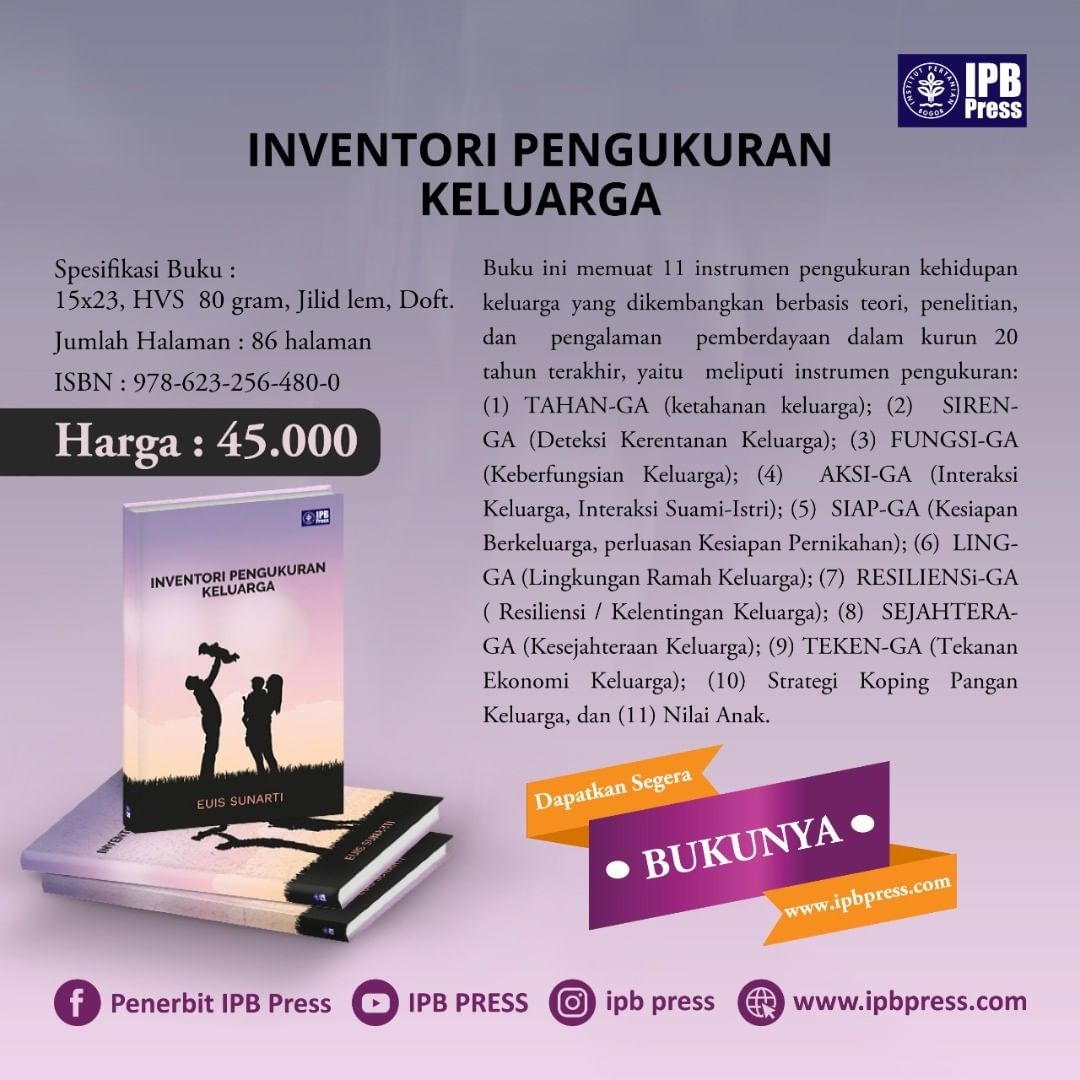 INSTITUT PERTANIAN
BOGOR
IPB
Press
INVENTORI PENGUKURAN
KELUARGA
Spesifikasi Buku :
15x23, HVS 80 gram, Jilid lem, Doft.
Jumlah Halaman : 86 halaman
ISBN : 978-623-256-480-0
Harga : 45.000
Buku ini memuat 11 instrumen pengukuran kehidupan
keluarga yang dikembangkan berbasis teori, penelitian,
dan pengalaman pemberdayaan dalam kurun 20
tahun terakhir, yaitu meliputi instrumen pengukuran:
(1) TAHAN-GA (ketahanan keluarga); (2) SIREN-
GA (Deteksi Kerentanan Keluarga); (3) FUNGSI-GA
(Keberfungsian Keluarga); (4) AKSI-GA (Interaksi
Keluarga, Interaksi Suami-Istri); (5) SIAP-GA (Kesiapan
Berkeluarga, perluasan Kesiapan Pernikahan); (6) LING-
GA (Lingkungan Ramah Keluarga); (7) RESILIENSi-GA
( Resiliensi / Kelentingan Keluarga); (8) SEJAHTERA-
GA (Kesejahteraan Keluarga); (9) TEKEN-GA (Tekanan
Ekonomi Keluarga); (10) Strategi Koping Pangan
Keluarga, dan (11) Nilai Anak.
IPB
Press
INVENTORI PENGUKURAN
KELUARGA
EUIS SUNARTI
EUIS SUNARTI
Dapatkan Segera
BUKUNYA
www.ipbpress.com
Penerbit IPB Press
IPB PRESS
ipb press
www.ipbpress.com